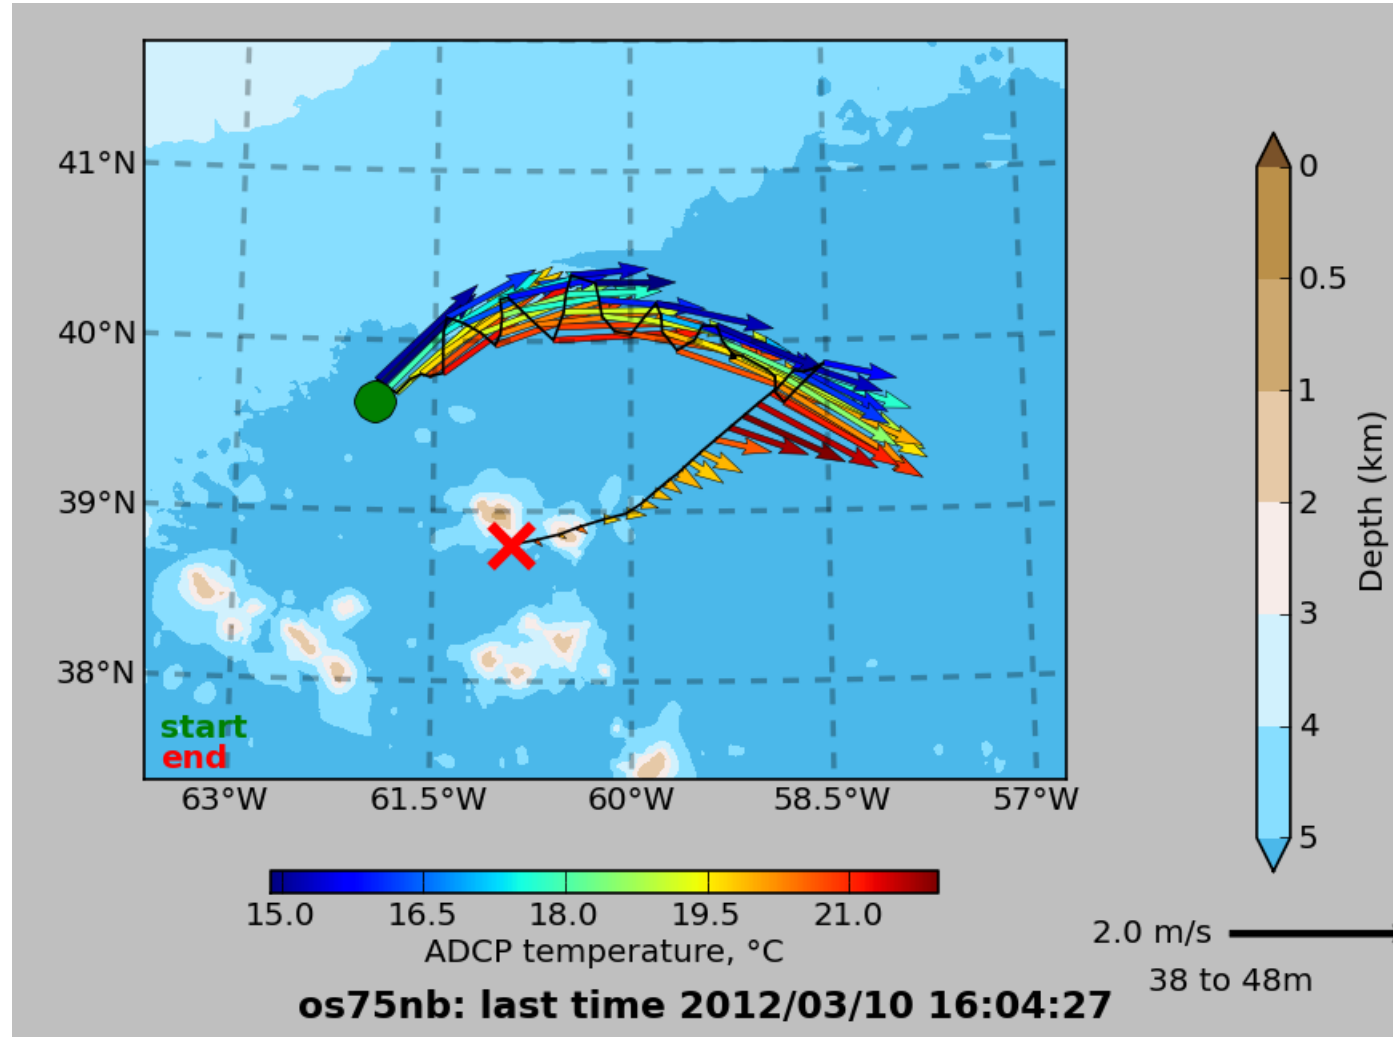 41°N
40°N
39°N
38°N
start
end
63°W 61.5°W 60°W 58.5°W 57°W
0
0.5
1
2
3
4
5
Depth (km)
15.0 16.5 18.0 19.5 21.0
ADCP temperature, °C
2.0 m/s
38 to 48m
os75nb: last time 2012/03/10 16:04:27